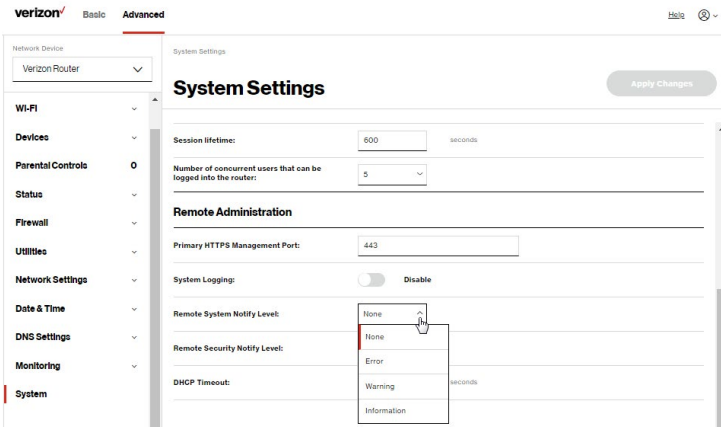 verizon✓
Basic
Advanced
Help
Network Device
Verizon Router
Wi-Fi
Devices
Parental Controls
0
Status
Firewall
Utilities
Network Settings
Date & Time
DNS Settings
Monitoring
System
System Settings
System Settings
Apply Changes
Session lifetime:
600
seconds
Number of concurrent users that can be
logged into the router:
5
Remote Administration
Primary HTTPS Management Port:
443
System Logging:
Disable
Remote System Notify Level:
None
None
Error
Warning
Information
Remote Security Notify Level:
DHCP Timeout:
seconds